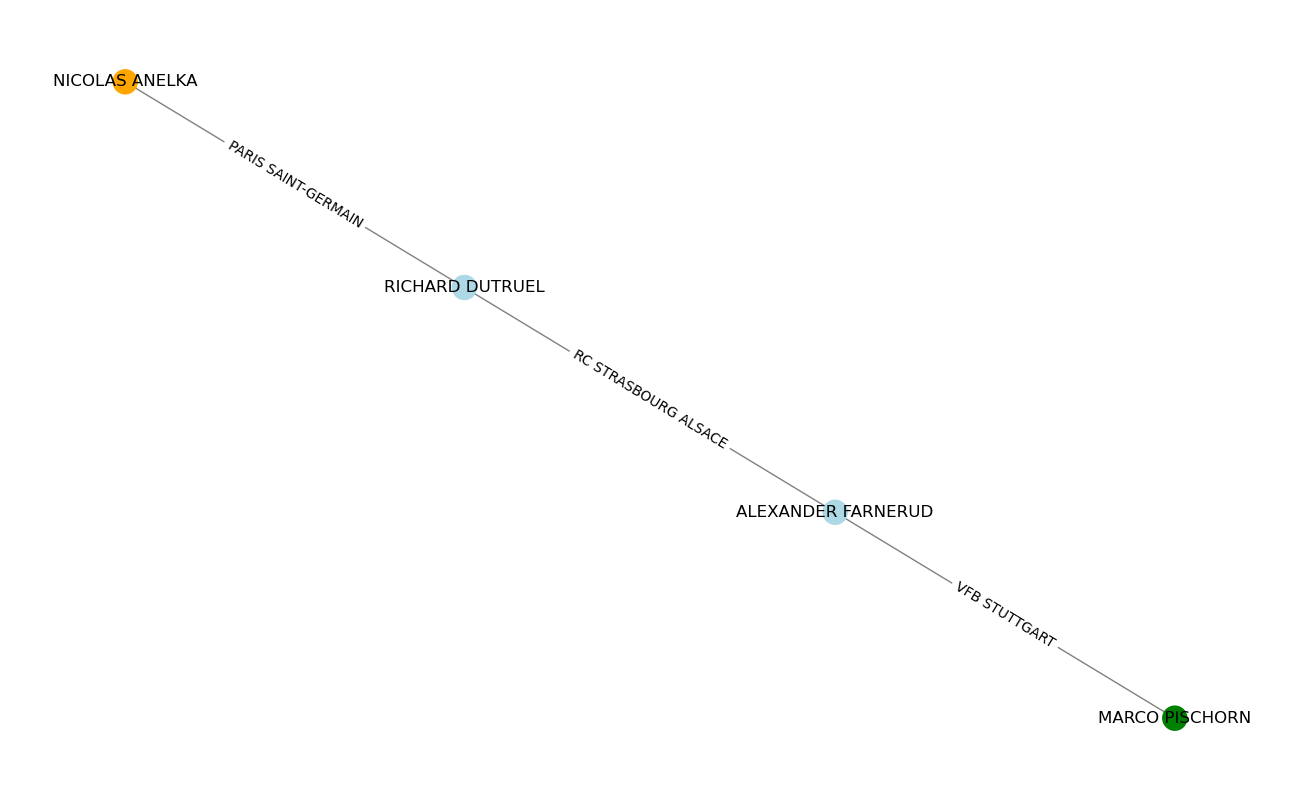 NICOLAS ANELKA
PARIS SAINT-GERMAIN
RICHARD DUTRUEL
RC STRASBOURG ALSACE
ALEXANDER FARNERUD
VFB STUTTGART
MARCO PISCHORN